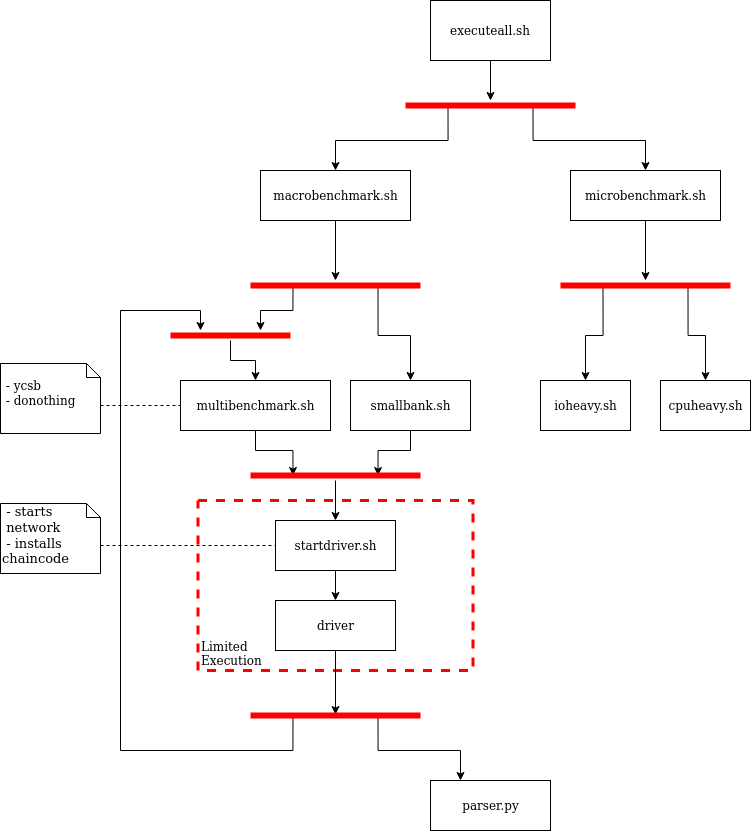 executeall.sh
macrobenchmark.sh
microbenchmark.sh
- ycsb
- donothing
multibenchmark.sh
smallbank.sh
ioheavy.sh
cpuheavy.sh
- starts
network
- installs
chaincode
startdriver.sh
driver
Limited
Execution
parser.py